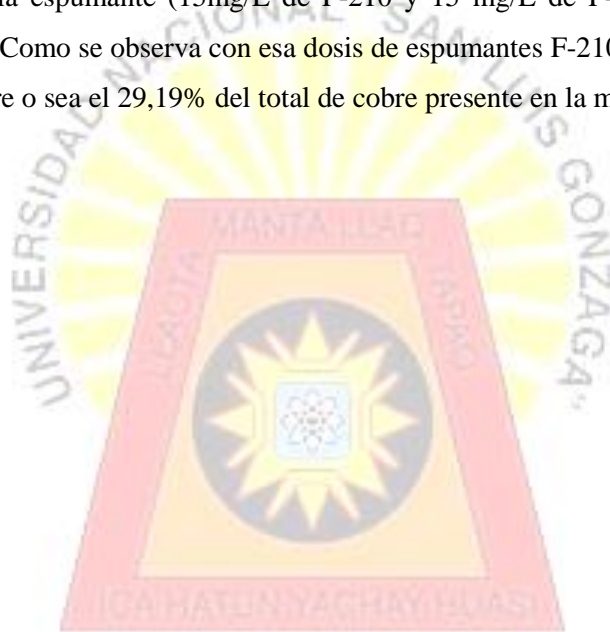 la espumante (15mg/L de F-210 y 15 mg/L de F-
Como se observa con esa dosis de espumantes F-210
re o sea el 29,19% del total de cobre presente en la m
UNIVERSIDAD NACIONAL "SAN LUIS GONZAGA"
MANTA LLAQ
LLAQTA
TAPAQ
ICA HATUN YACHAY HUASI